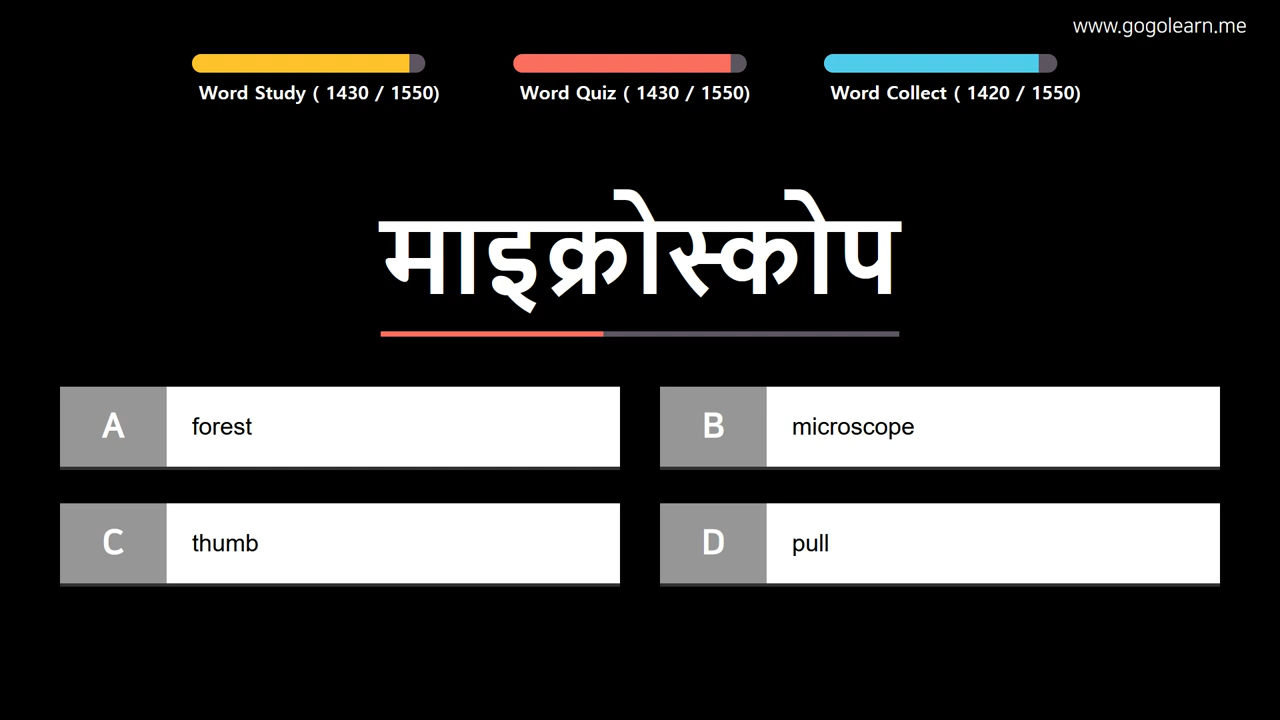 www.gogolearn.me
Word Study ( 1430 / 1550)
Word Quiz ( 1430 / 1550)
Word Collect ( 1420 / 1550)
माइक्रोस्कोप
A forest
B microscope
C thumb
D pull